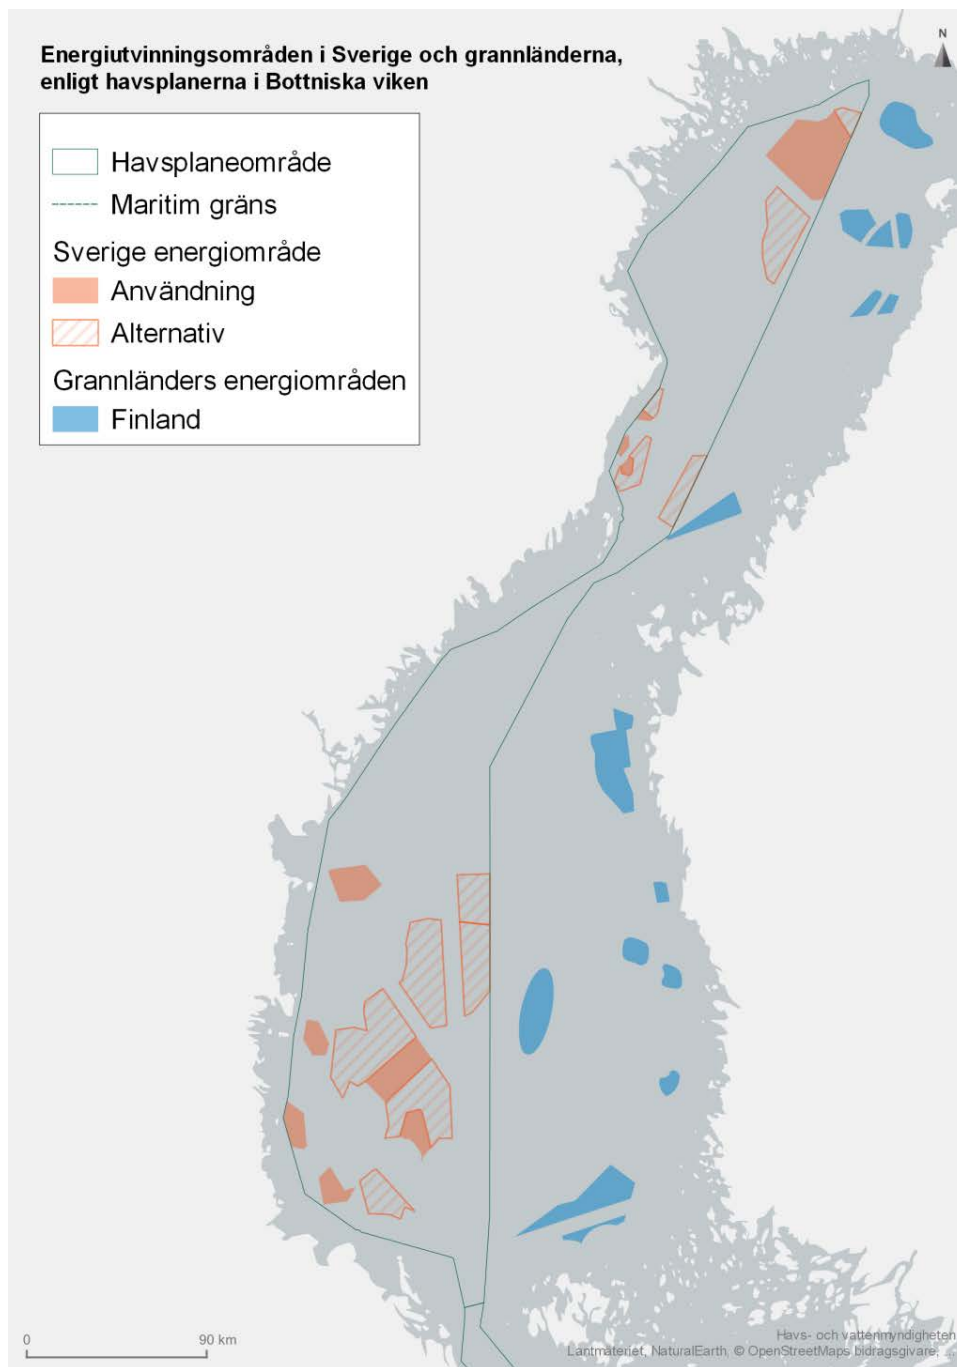 Energiutvinningsområden i Sverige och grannländerna,
enligt havsplanerna i Bottniska viken
N
Havsplaneområde
Maritim gräns
Sverige energiområde
Användning
Alternativ
Grannländers energiområden
Finland
0 90 km
Havs- och vattenmyndigheten
Lantmäteriet, NaturalEarth, © OpenStreetMaps bidragsgivare, ...